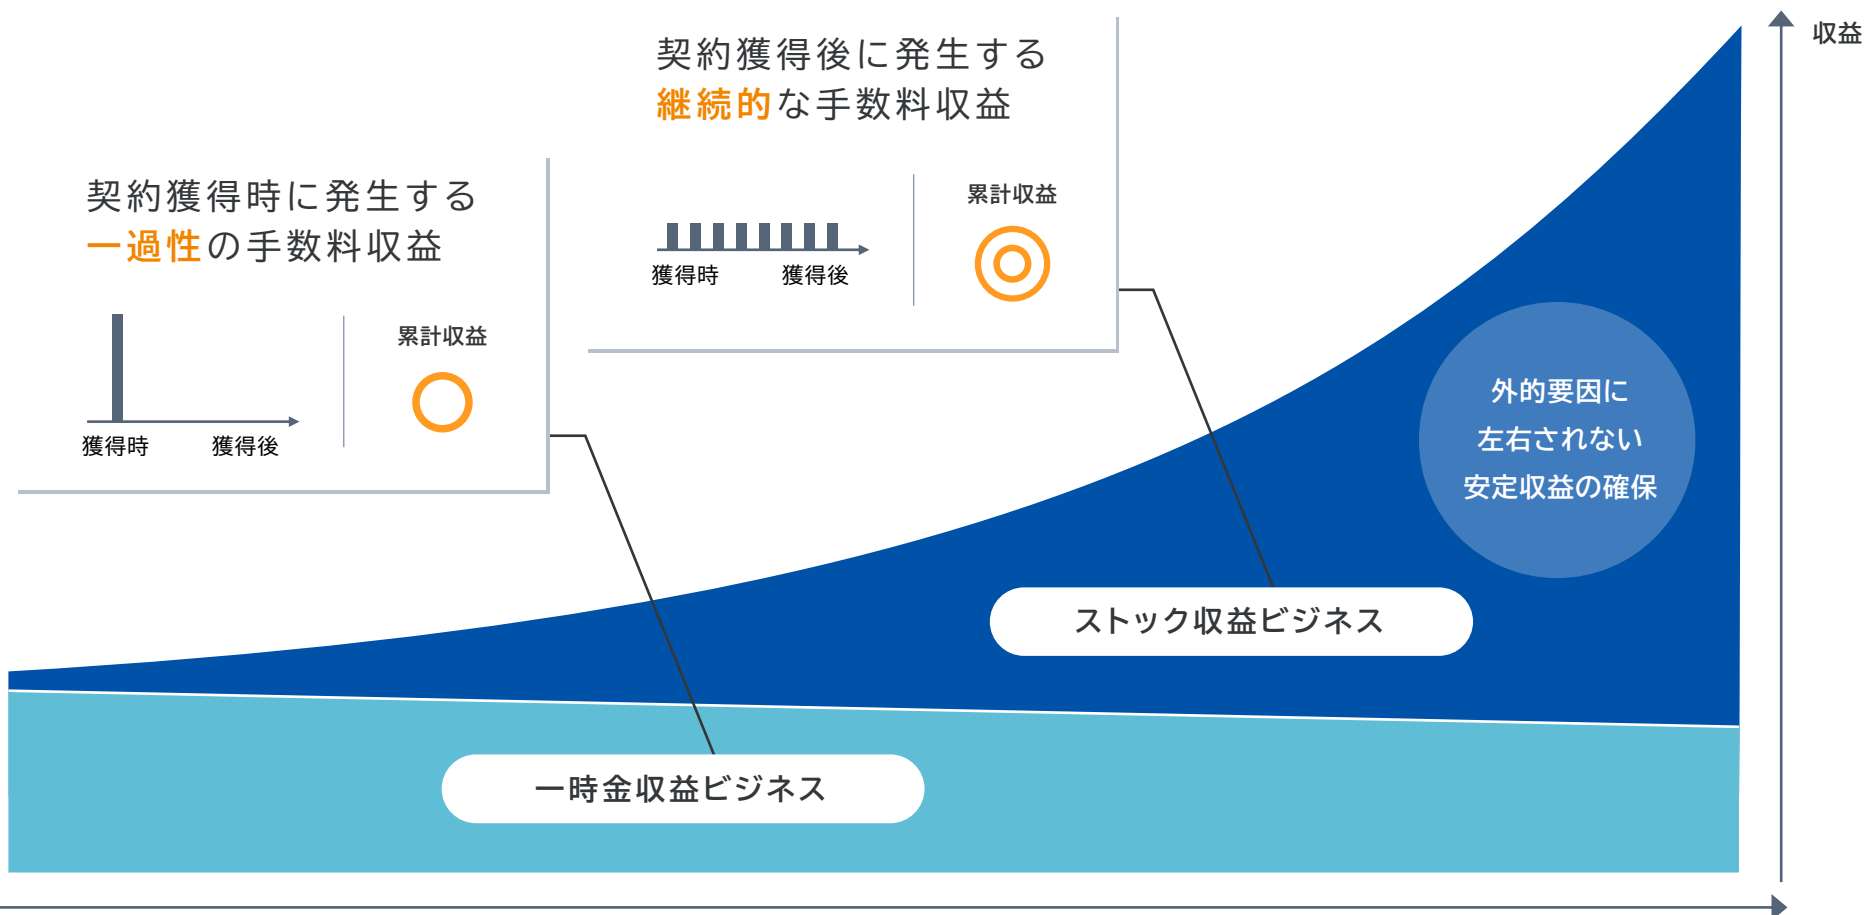 収益
契約獲得後に発生する
継続的な手数料収益
累計収益
獲得時 獲得後
契約獲得時に発生する
一過性の手数料収益
累計収益
獲得時 獲得後
外的要因に
左右されない
安定収益の確保
ストック収益ビジネス
一時金収益ビジネス